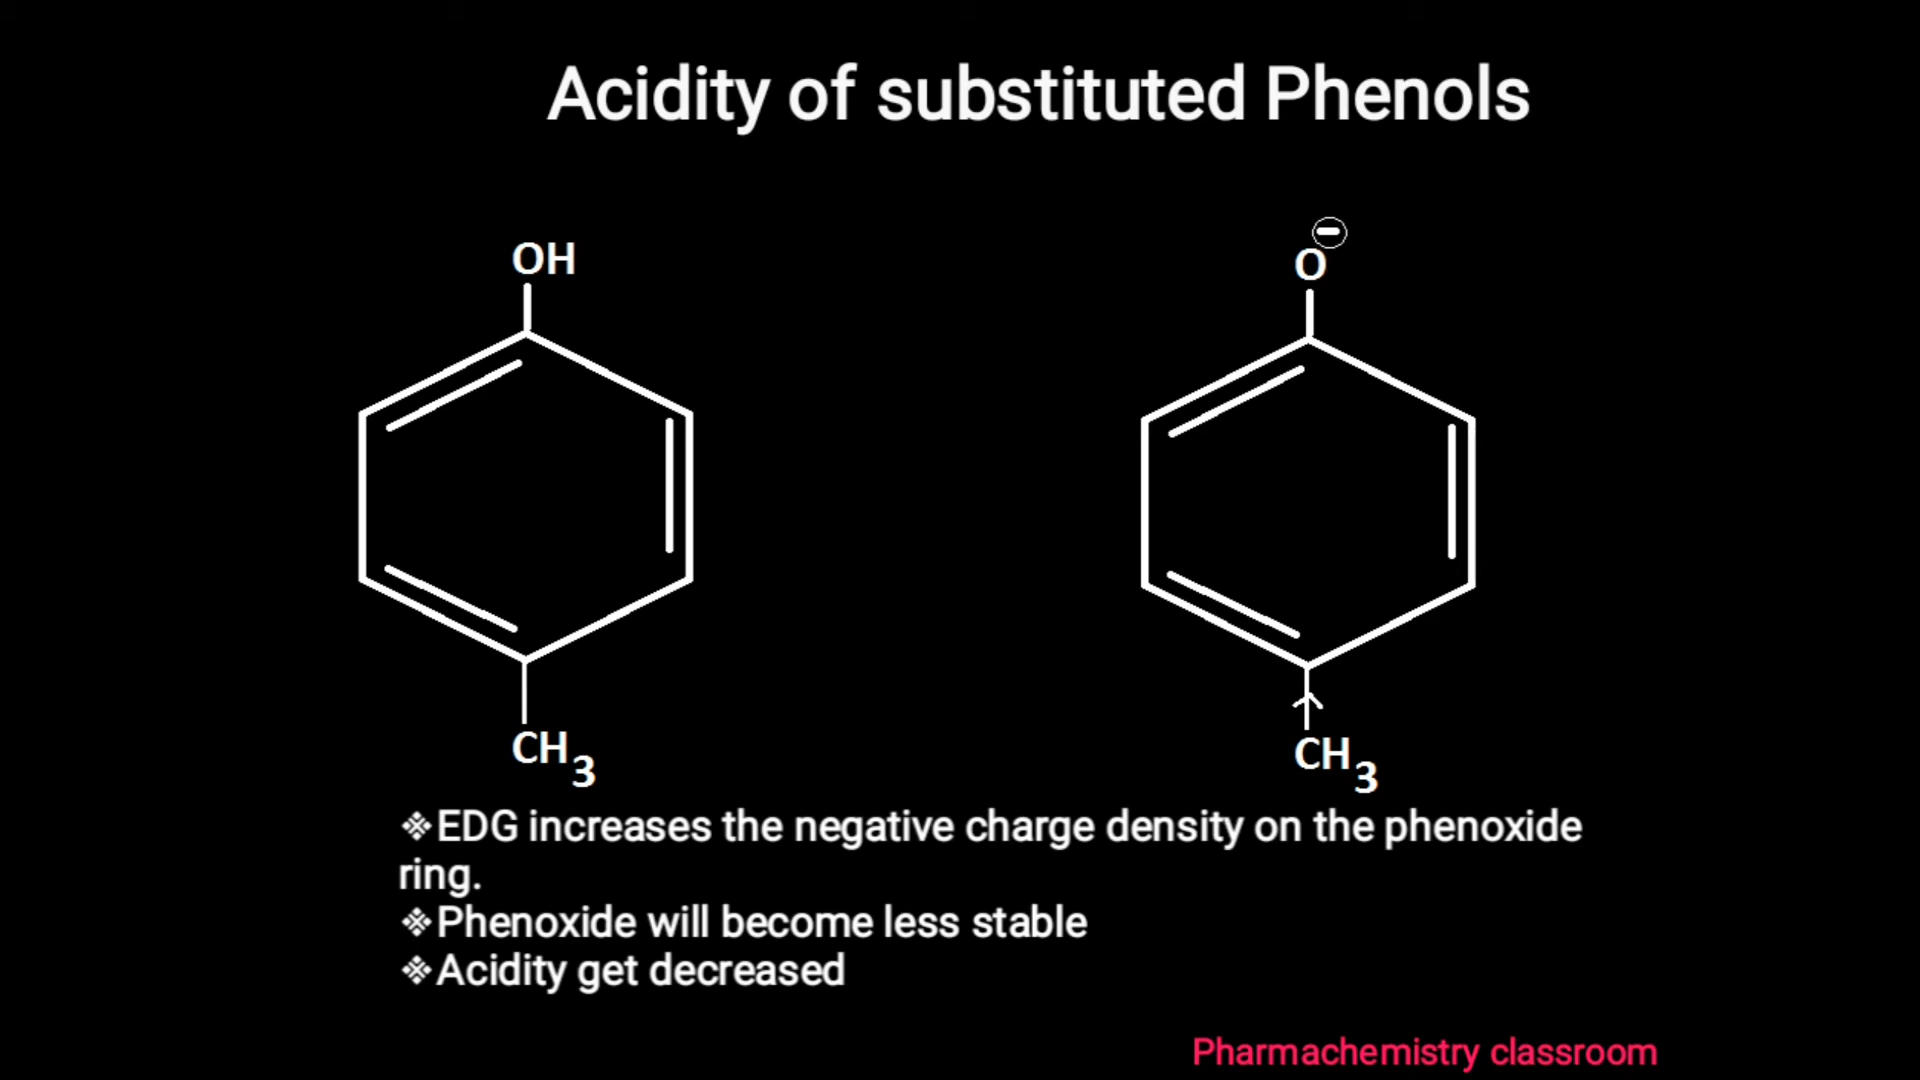 Acidity of substituted Phenols
OH
O⊖
CH3
CH3
❖EDG increases the negative charge density on the phenoxide
ring.
❖Phenoxide will become less stable
❖Acidity get decreased
Pharmachemistry classroom